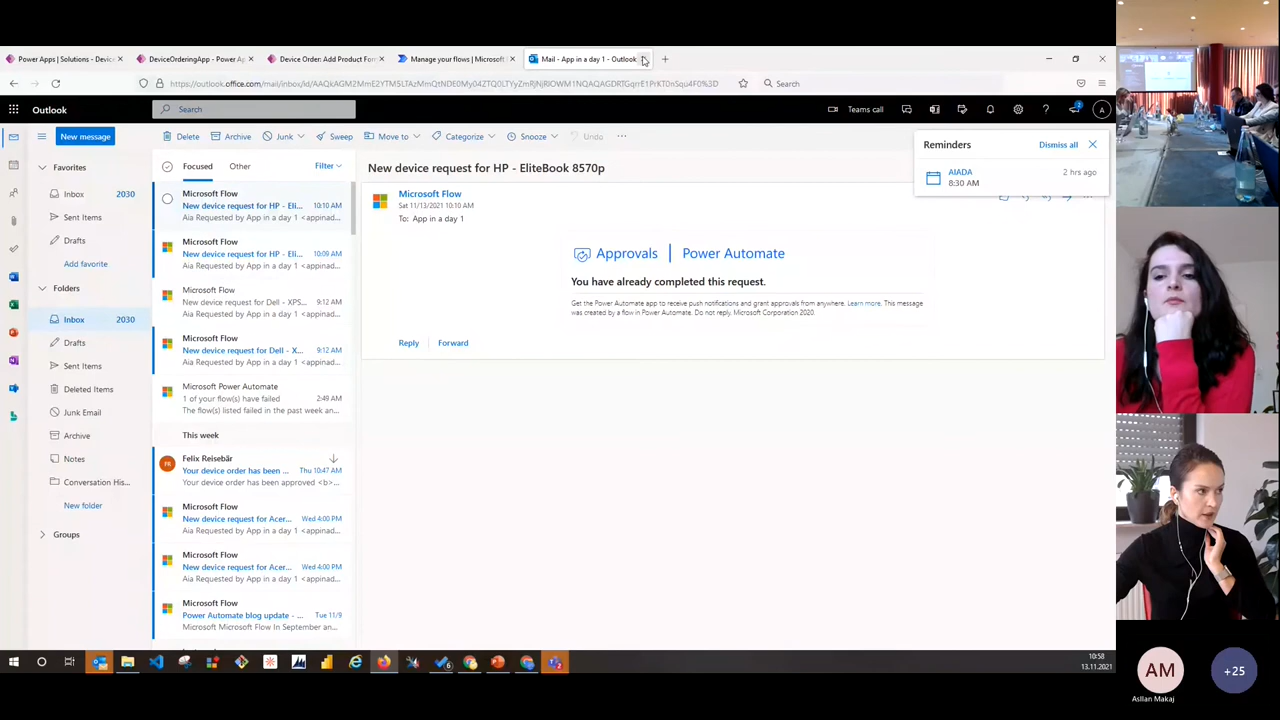 Power Apps | Solutions - Device
DeviceOrderingApp - Power Ap
Device Order: Add Product Form
Manage your flows | Microsoft
Mail - App in a day 1 - Outlook
Search
Outlook
Search
Teams call
2
A
New message
Delete
Archive
Junk
Sweep
Move to
Categorize
Snooze
Undo
Favorites
Inbox 2030
Sent Items
Drafts
Add favorite
Folders
Inbox 2030
Drafts
Sent Items
Deleted Items
Junk Email
Archive
Notes
Conversation His...
New folder
Groups
Focused
Other
Filter
Microsoft Flow
New device request for HP - Eli... 10:10 AM
Aia Requested by App in a day 1 <appinad...
Microsoft Flow
New device request for HP - Eli... 10:09 AM
Aia Requested by App in a day 1 <appinad...
Microsoft Flow
New device request for Dell - XPS... 9:12 AM
Aia Requested by App in a day 1 <appinad...
Microsoft Flow
New device request for Dell - X... 9:12 AM
Aia Requested by App in a day 1 <appinad...
Microsoft Power Automate
1 of your flow(s) have failed 2:49 AM
The flow(s) listed failed in the past week an...
This week
FR
Felix Reisebär
Your device order has been ... Thu 10:47 AM
Your device order has been approved <b>...
Microsoft Flow
New device request for Acer... Wed 4:00 PM
Aia Requested by App in a day 1 <appinad...
Microsoft Flow
New device request for Acer... Wed 4:00 PM
Aia Requested by App in a day 1 <appinad...
Microsoft Flow
Power Automate blog update - ... Tue 11/9
Microsoft Microsoft Flow In September an...
New device request for HP - EliteBook 8570p
Microsoft Flow
Sat 11/13/2021 10:10 AM
To: App in a day 1
Approvals | Power Automate
You have already completed this request.
Get the Power Automate app to receive push notifications and grant approvals from anywhere. Learn more. This message
was created by a flow in Power Automate. Do not reply. Microsoft Corporation 2020.
Reply
Forward
Reminders
Dismiss all
AIADA 2 hrs ago
8:30 AM
10:58
13.11.2021
AM
Asllan Makaj
+25